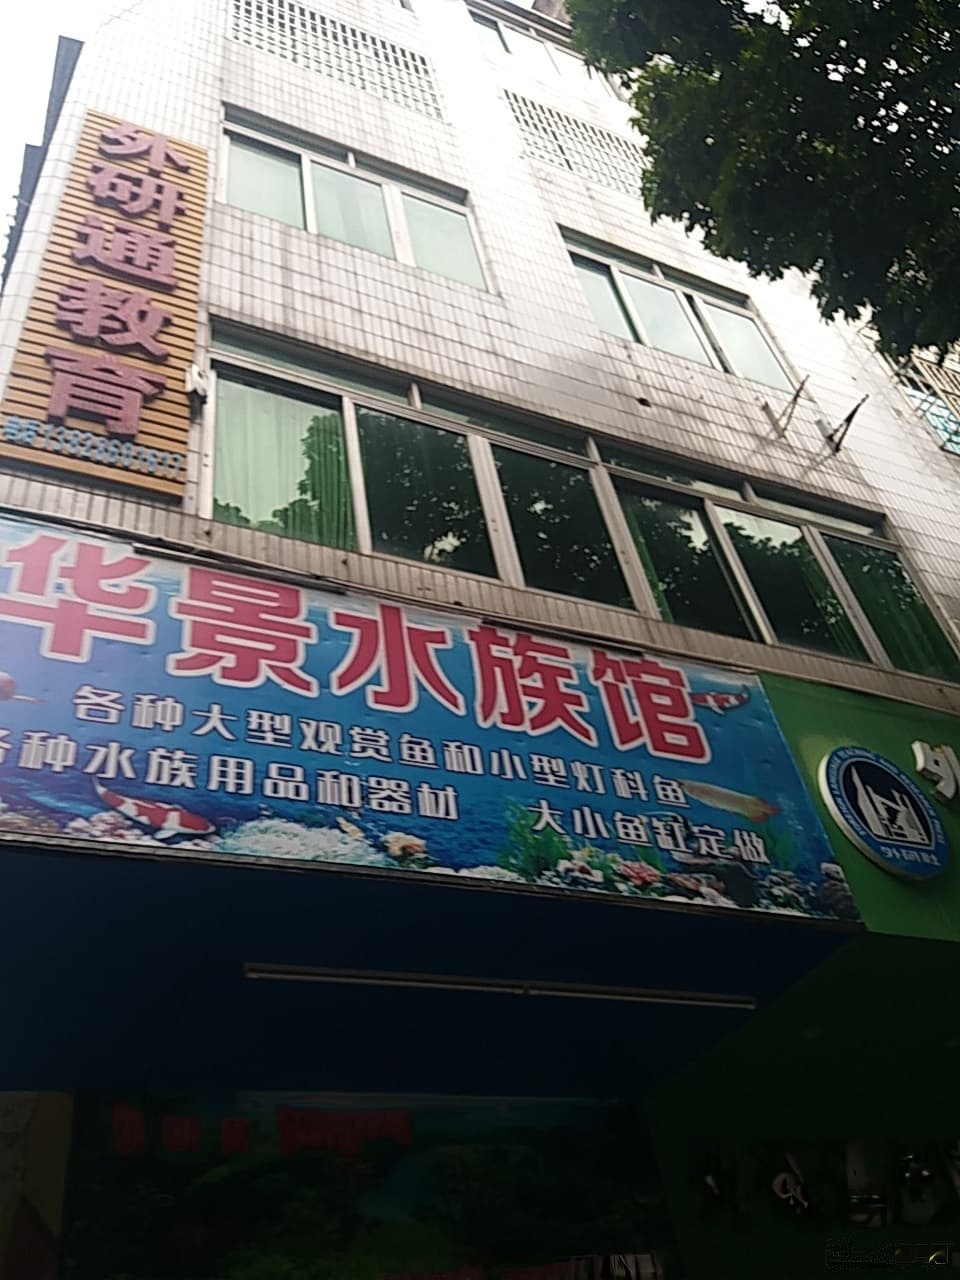 外研通教育
华景水族馆
各种大型观赏鱼和小型灯科鱼
各种水族用品和器材 大小鱼缸定做
外
外研社